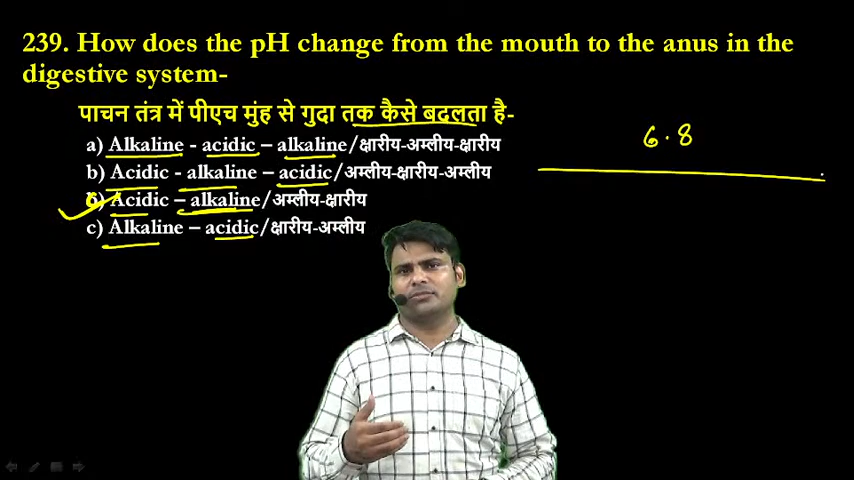 239. How does the pH change from the mouth to the anus in the
digestive system-
पाचन तंत्र में पीएच मुंह से गुदा तक कैसे बदलता है-
a) Alkaline - acidic – alkaline/क्षारीय-अम्लीय-क्षारीय
b) Acidic - alkaline – acidic/अम्लीय-क्षारीय-अम्लीय
b) Acidic – alkaline/अम्लीय-क्षारीय
c) Alkaline – acidic/क्षारीय-अम्लीय
6.8